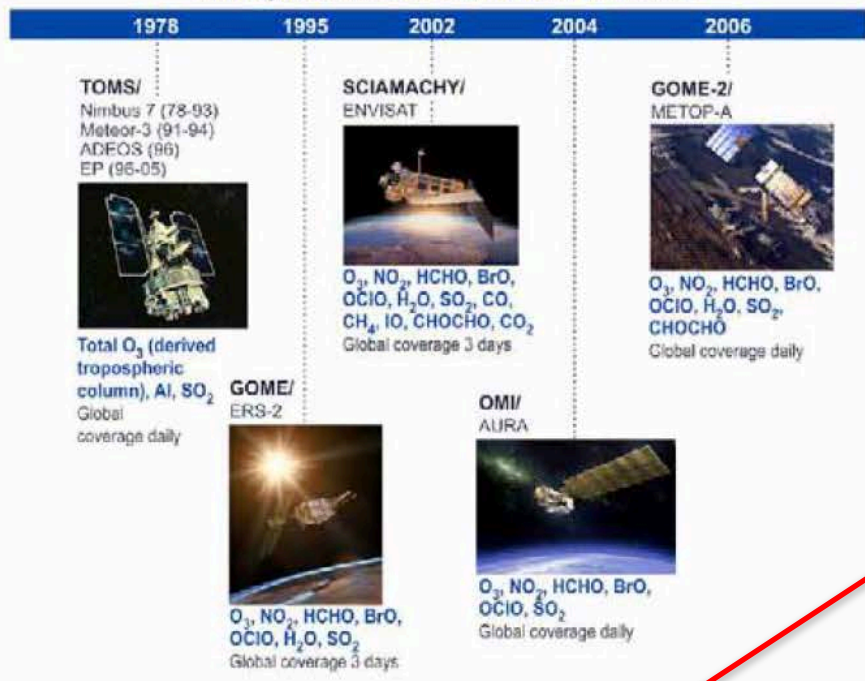 1978 1995 2002 2004 2006
TOMS/
Nimbus 7 (78-93)
Meteor-3 (91-94)
ADEOS (96)
EP (96-05)
Total O₃ (derived
tropospheric
column), AI, SO₂
Global
coverage daily
GOME/
ERS-2
O₃, NO₂, HCHO, BrO,
OClO, H₂O, SO₂
Global coverage 3 days
SCIAMACHY/
ENVISAT
O₃, NO₂, HCHO, BrO,
OClO, H₂O, SO₂, CO,
CH₄, IO, CHOCHO, CO₂
Global coverage 3 days
OMI/
AURA
O₃, NO₂, HCHO, BrO,
OClO, SO₂
Global coverage daily
GOME-2/
METOP-A
O₃, NO₂, HCHO, BrO,
OClO, H₂O, SO₂,
CHOCHO
Global coverage daily